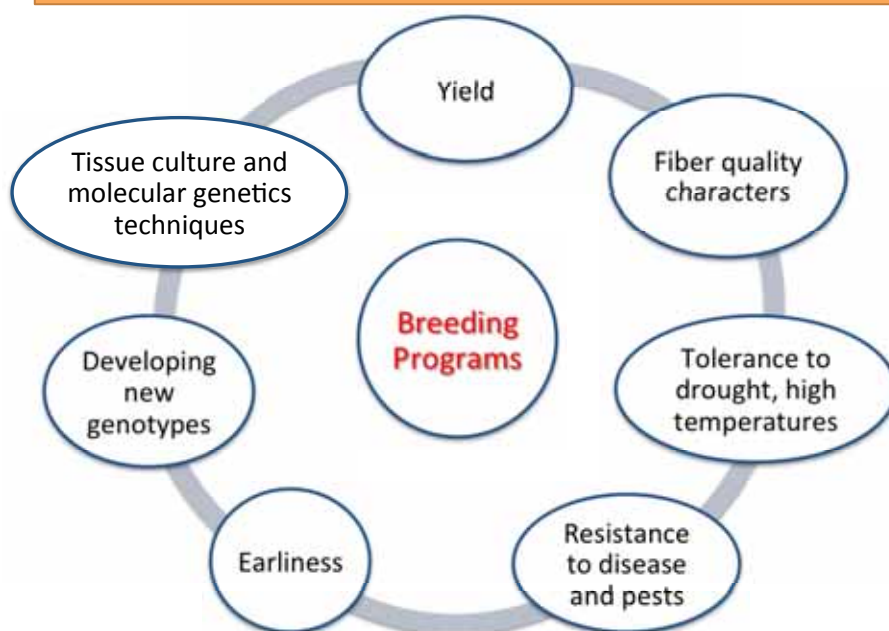 Yield
Fiber quality
characters
Tolerance to
drought, high
temperatures
Resistance
to disease
and pests
Earliness
Developing
new
genotypes
Tissue culture and
molecular genetics
techniques
Breeding
Programs